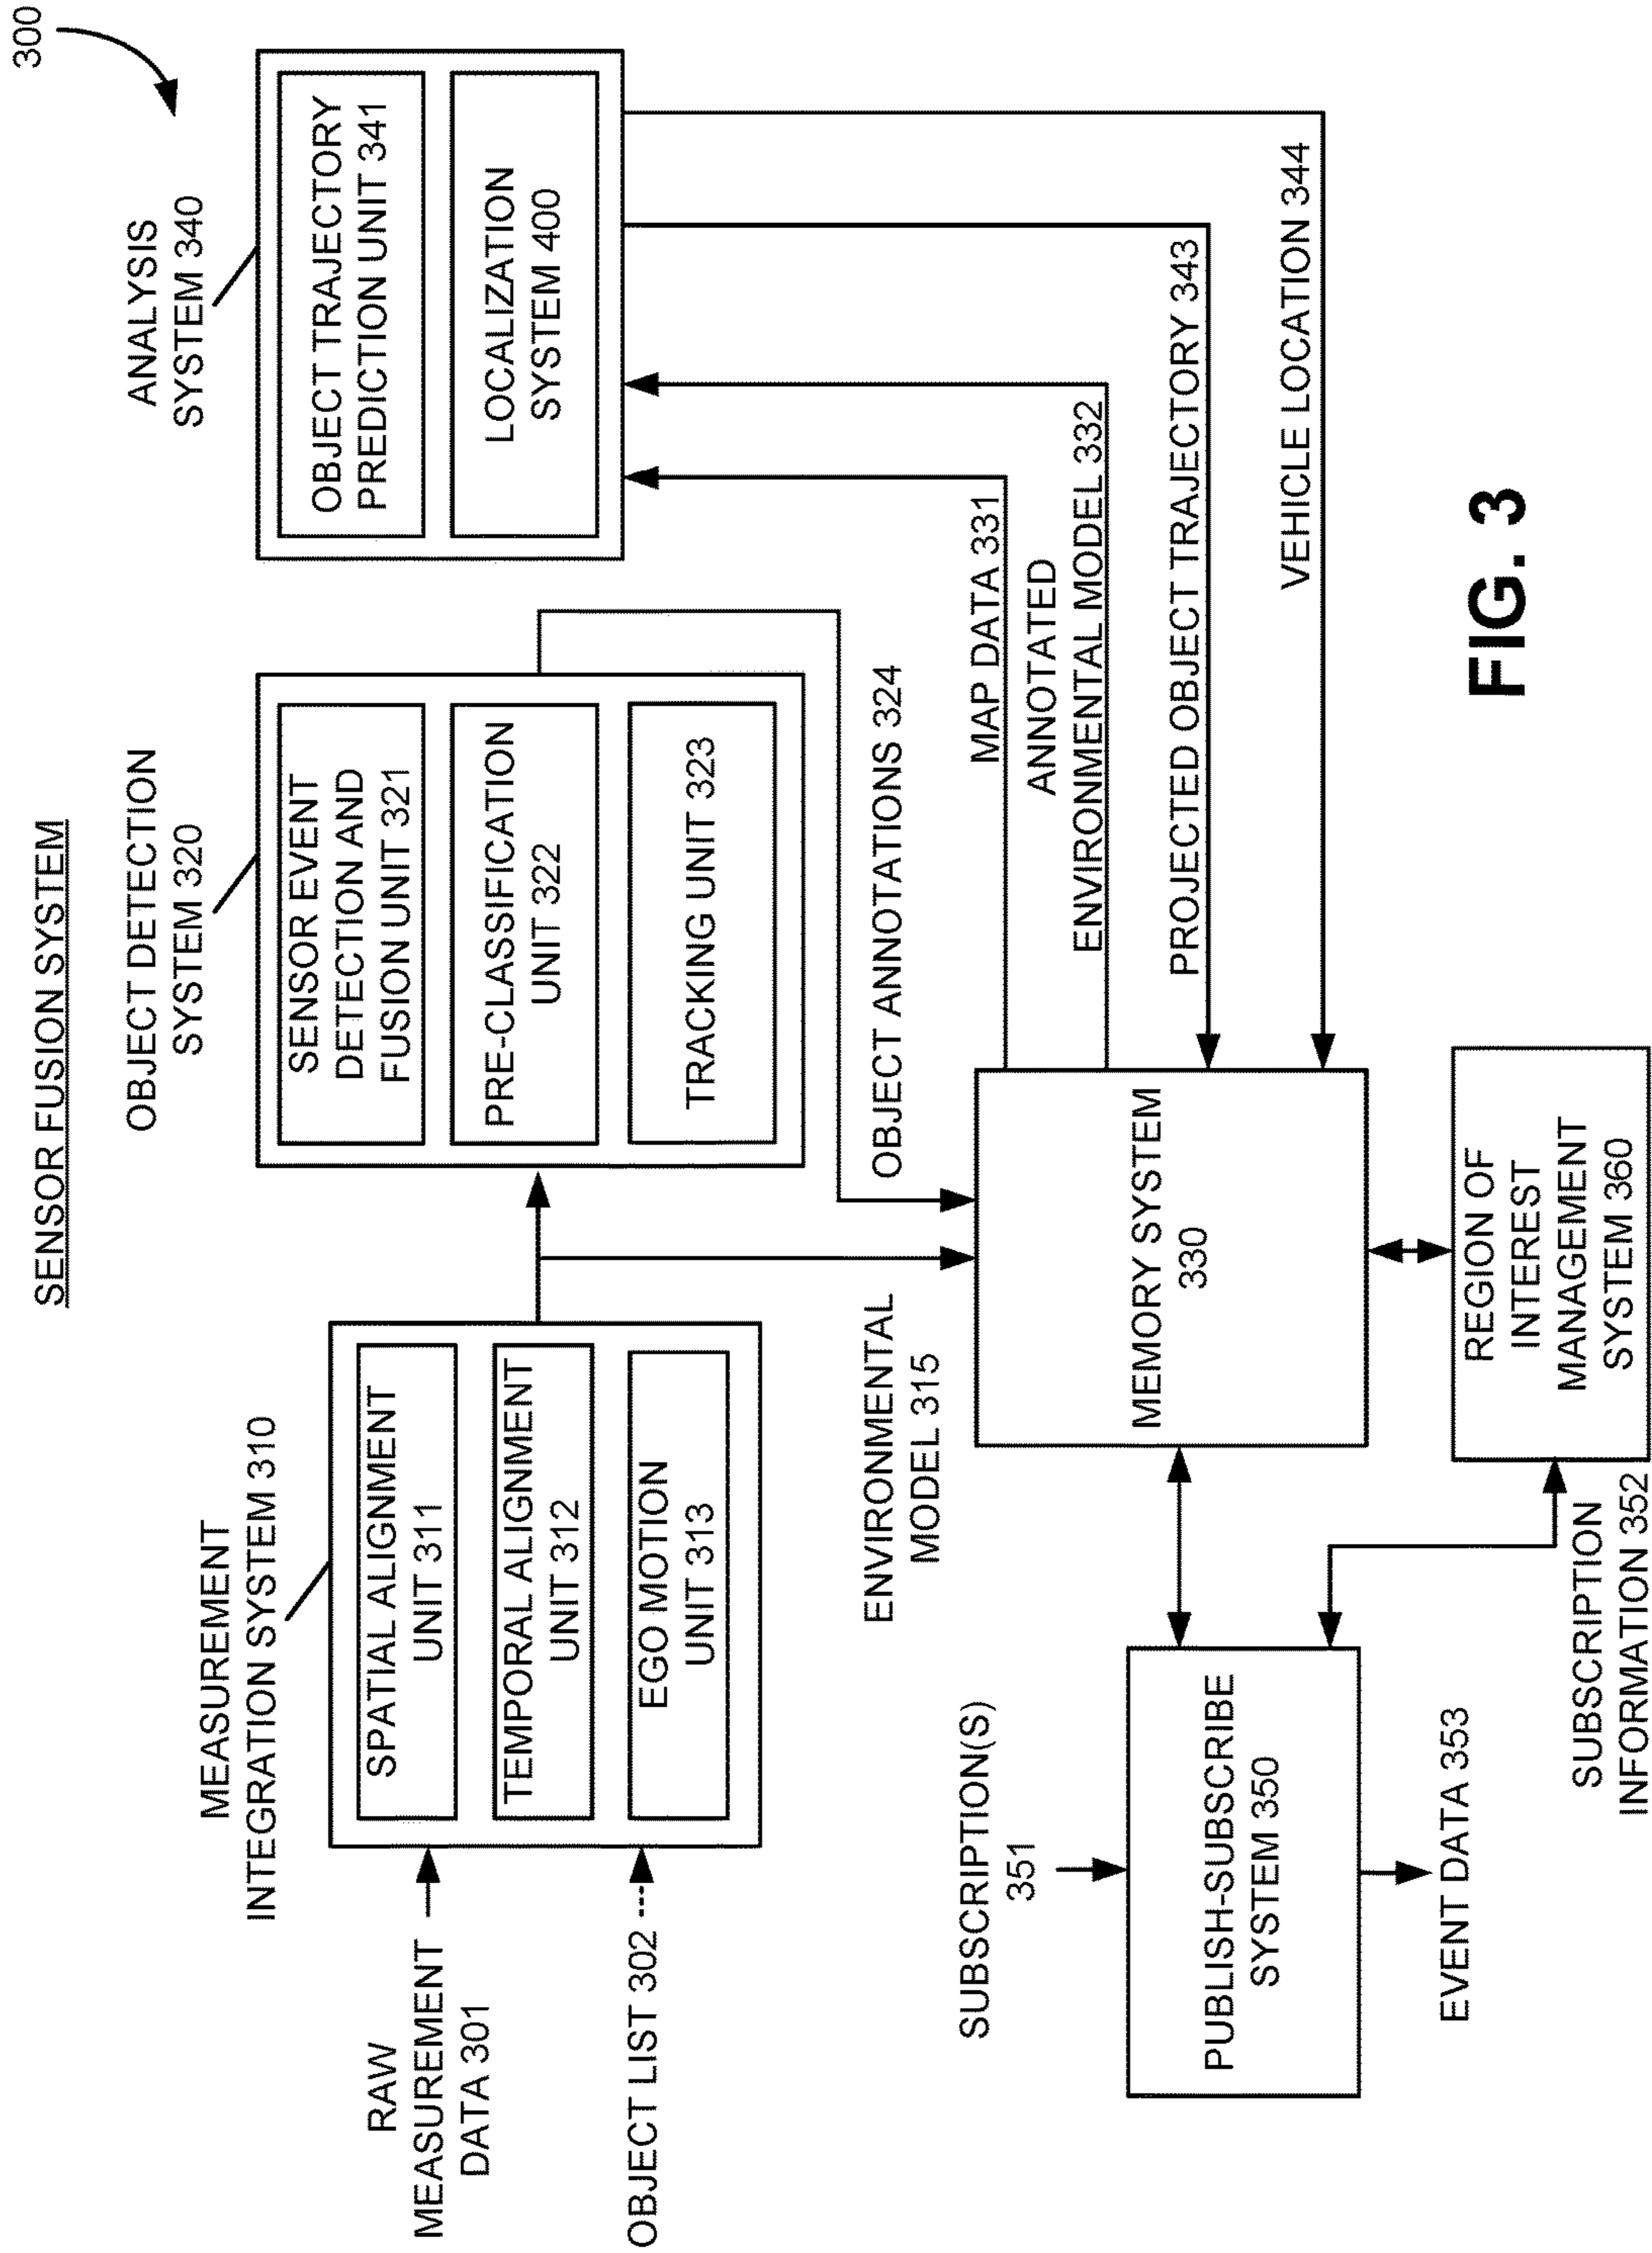 SENSOR FUSION SYSTEM
300
MEASUREMENT
INTEGRATION SYSTEM 310
OBJECT DETECTION
SYSTEM 320
ANALYSIS
SYSTEM 340
RAW
MEASUREMENT
DATA 301
OBJECT LIST 302
SPATIAL ALIGNMENT
UNIT 311
TEMPORAL ALIGNMENT
UNIT 312
EGO MOTION
UNIT 313
SENSOR EVENT
DETECTION AND
FUSION UNIT 321
PRE-CLASSIFICATION
UNIT 322
TRACKING UNIT 323
OBJECT TRAJECTORY
PREDICTION UNIT 341
LOCALIZATION
SYSTEM 400
ENVIRONMENTAL
MODEL 315
OBJECT ANNOTATIONS 324
MAP DATA 331
ANNOTATED
ENVIRONMENTAL MODEL 332
PROJECTED OBJECT TRAJECTORY 343
VEHICLE LOCATION 344
SUBSCRIPTION(S)
351
PUBLISH-SUBSCRIBE
SYSTEM 350
EVENT DATA 353
MEMORY SYSTEM
330
SUBSCRIPTION
INFORMATION 352
REGION OF
INTEREST
MANAGEMENT
SYSTEM 360
FIG. 3